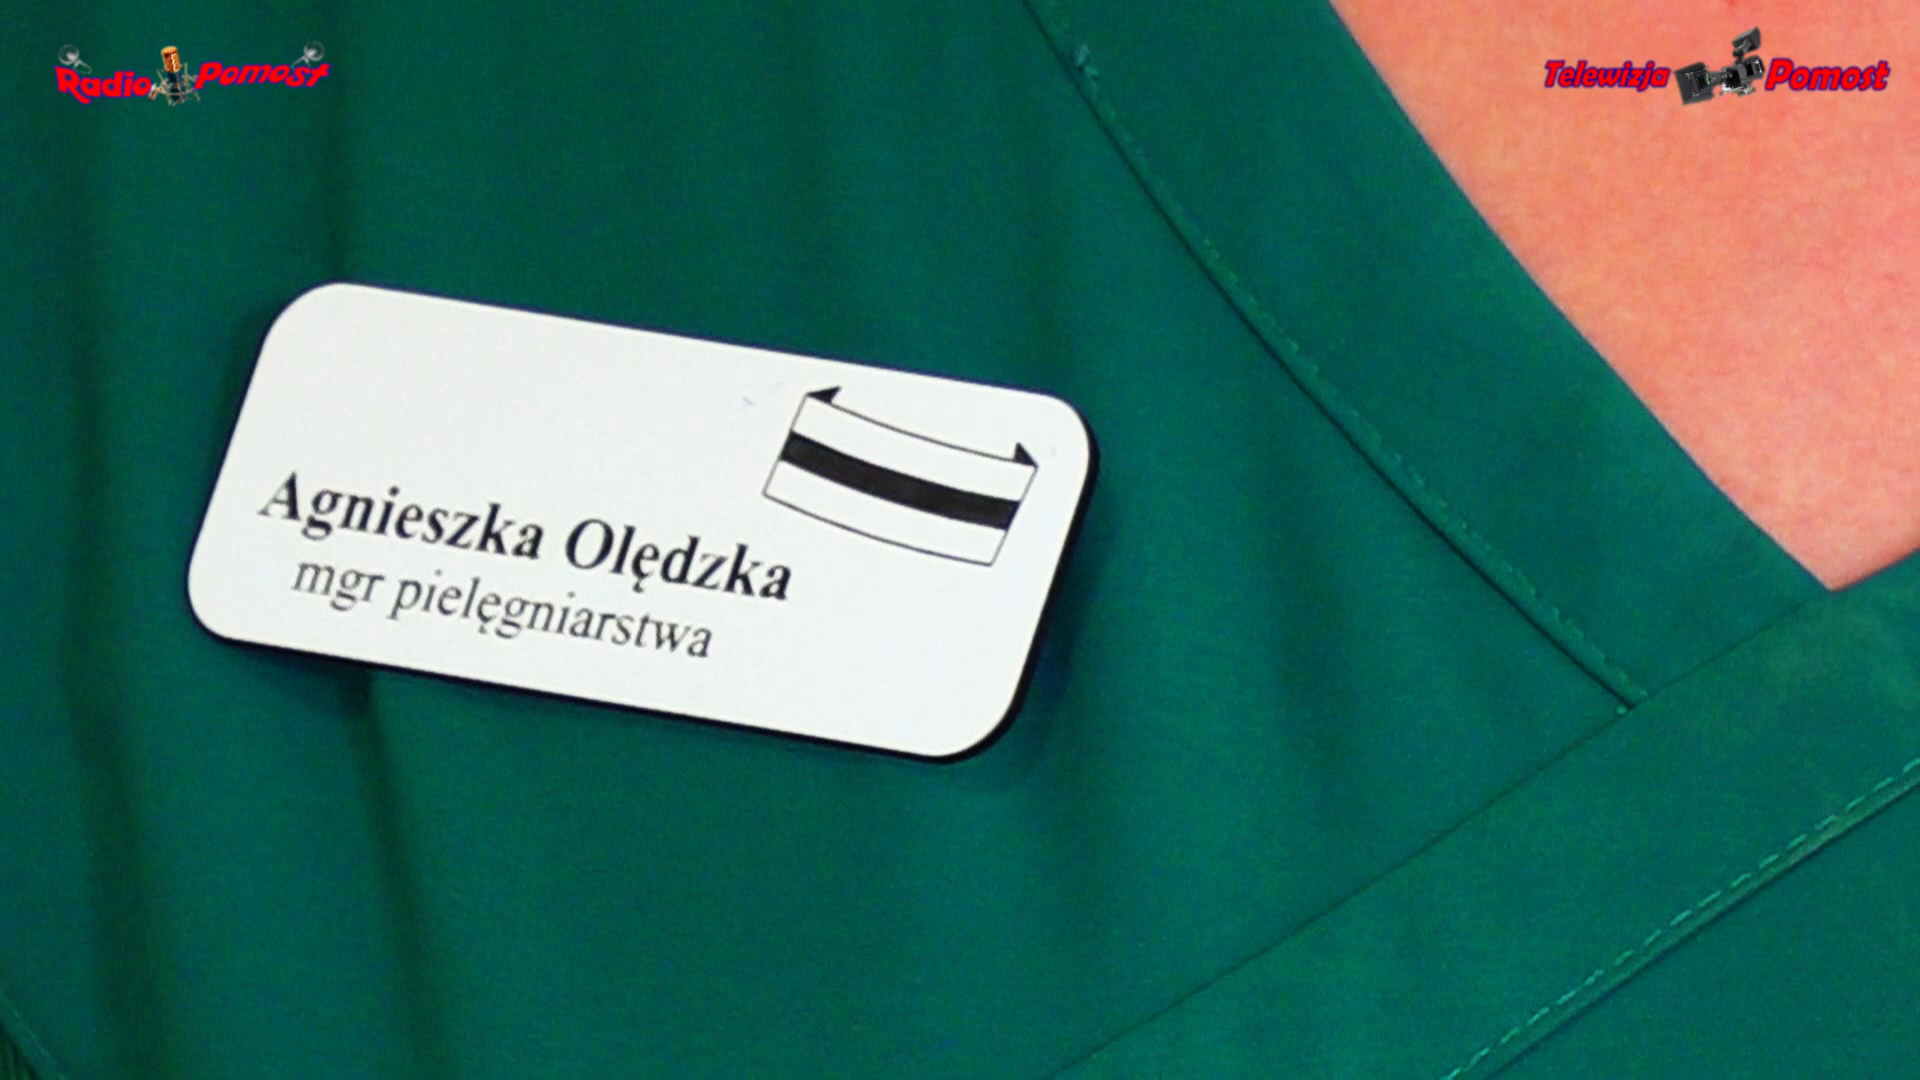 Radio Pomost
Telewizja Pomost
Agnieszka Olędzka
mgr pielęgniarstwa